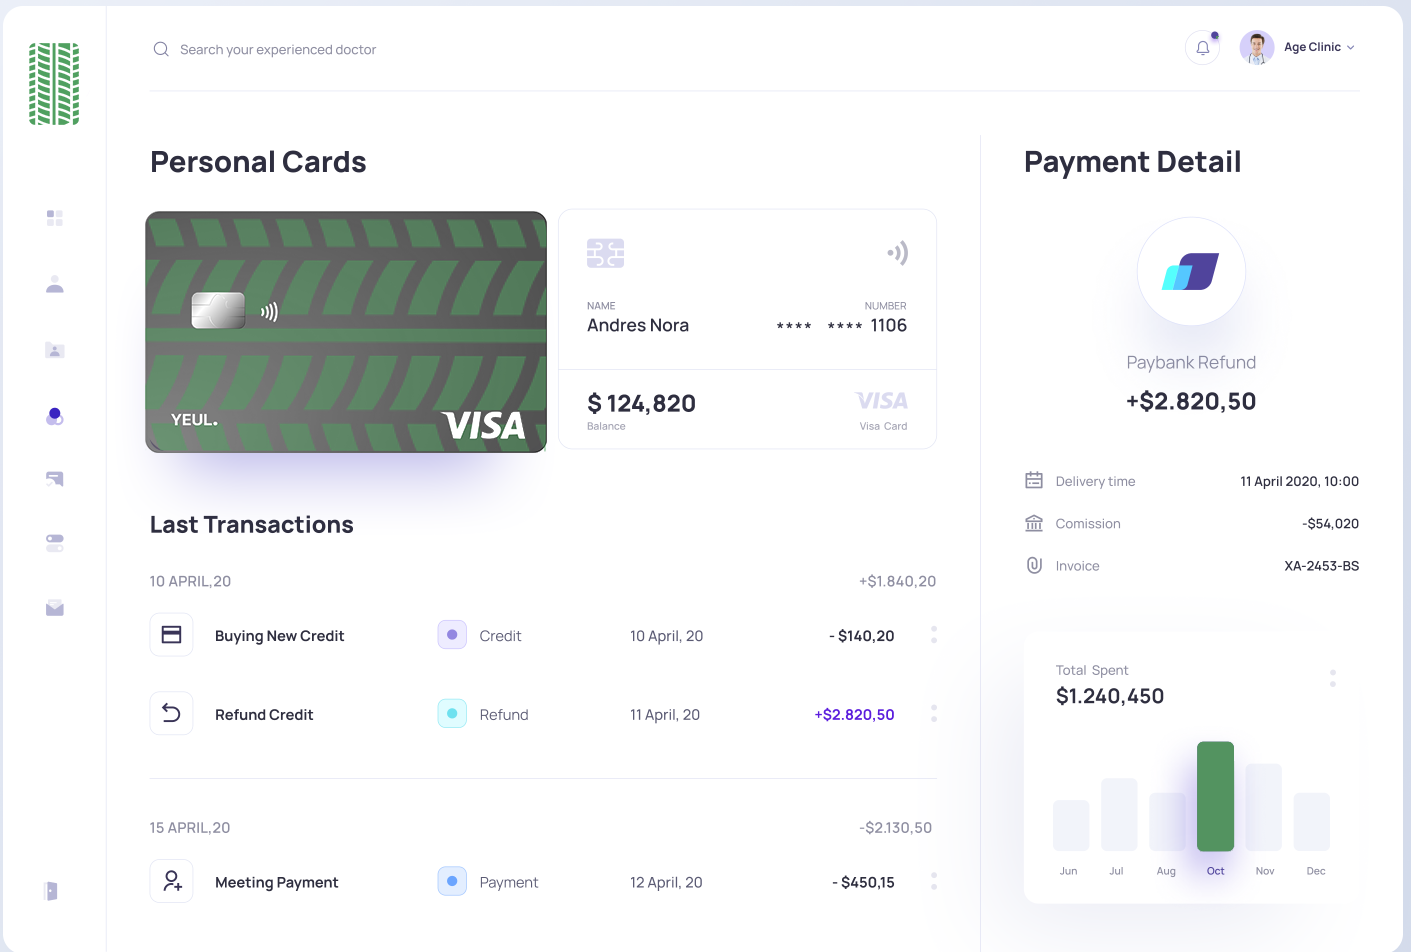 Search your experienced doctor
Age Clinic
Personal Cards
YEUL.
VISA
NAME
NUMBER
Andres Nora
**** **** 1106
$ 124,820
Balance
VISA
Visa Card
Last Transactions
10 APRIL,20
+$1.840,20
Buying New Credit
Credit
10 April, 20
- $140,20
Refund Credit
Refund
11 April, 20
+$2.820,50
15 APRIL,20
-$2.130,50
Meeting Payment
Payment
12 April, 20
- $450,15
Payment Detail
Paybank Refund
+$2.820,50
Delivery time
11 April 2020, 10:00
Comission
-$54,020
Invoice
XA-2453-BS
Total Spent
$1.240,450
Jun Jul Aug Oct Nov Dec